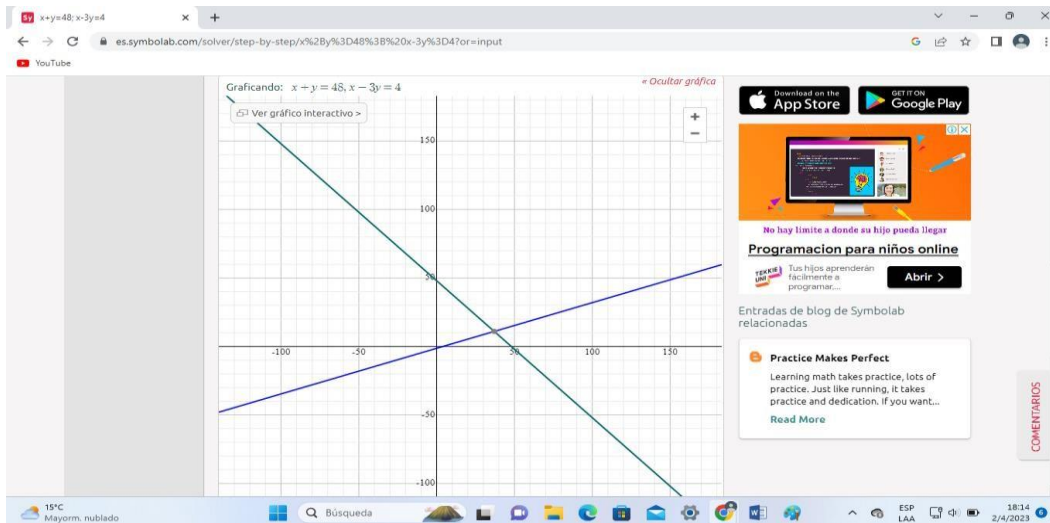 Sy x+y=48; x-3y=4
es.symbolab.com/solver/step-by-step/x%2By%3D48%3B%20x-3y%3D4?or=input
YouTube
Graficando: x + y = 48, x − 3y = 4
« Ocultar gráfica
Ver gráfico interactivo >
+
−
150
100
50
-100
-50
50
100
150
-50
-100
Download on the
App Store
GET IT ON
Google Play
No hay limite a donde su hijo pueda llegar
Programacion para niños online
TEKKIE
UNI
Tus hijos aprenderán
fácilmente a
programar,...
Abrir >
Entradas de blog de Symbolab
relacionadas
Practice Makes Perfect
Learning math takes practice, lots of
practice. Just like running, it takes
practice and dedication. If you want...
Read More
COMENTARIOS
15°C
Mayorm. nublado
Búsqueda
ESP
LAA
18:14
2/4/2023
6